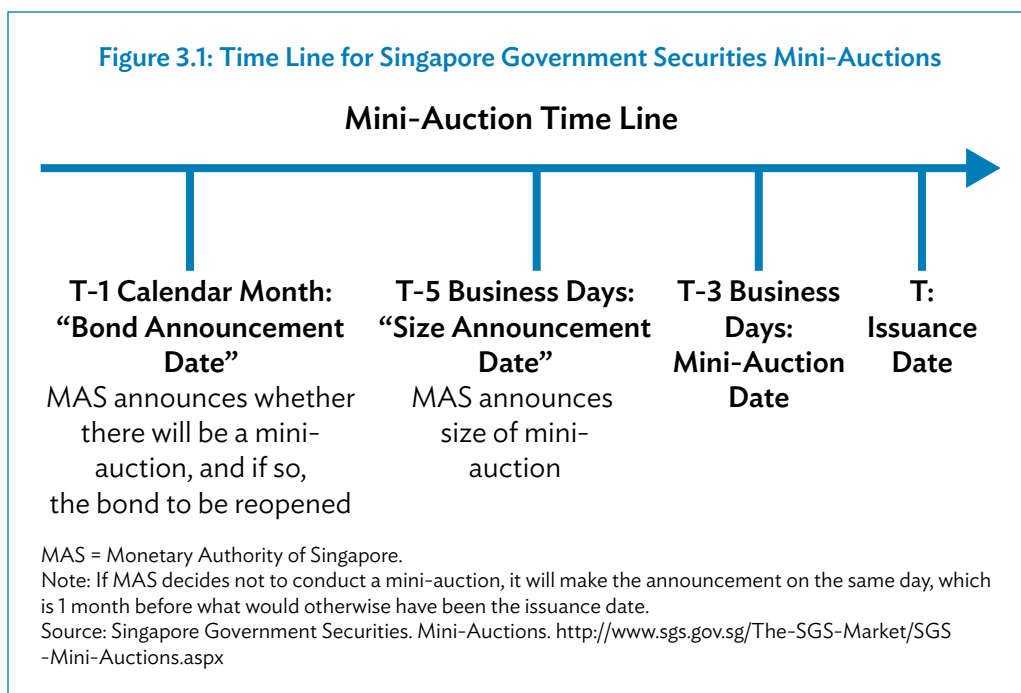 Figure 3.1: Time Line for Singapore Government Securities Mini-Auctions
Mini-Auction Time Line
T-1 Calendar Month:
“Bond Announcement
Date”
MAS announces whether
there will be a mini-
auction, and if so,
the bond to be reopened
T-5 Business Days:
“Size Announcement
Date”
MAS announces
size of mini-
auction
T-3 Business
Days:
Mini-Auction
Date
T:
Issuance
Date
MAS = Monetary Authority of Singapore.
Note: If MAS decides not to conduct a mini-auction, it will make the announcement on the same day, which
is 1 month before what would otherwise have been the issuance date.
Source: Singapore Government Securities. Mini-Auctions. http://www.sgs.gov.sg/The-SGS-Market/SGS
-Mini-Auctions.aspx